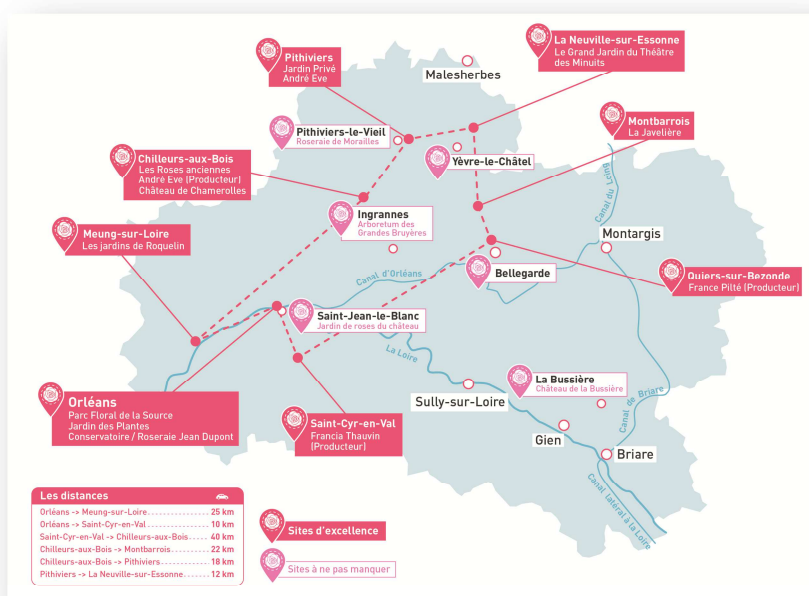 Pithiviers
Jardin Privé
André Eve
La Neuville-sur-Essonne
Le Grand Jardin du Théâtre
des Minuits
Malesherbes
Pithiviers-le-Vieil
Roseraie de Morailles
Yèvre-le-Châtel
Montbarrois
La Javelière
Chilleurs-aux-Bois
Les Roses anciennes
André Eve (Producteur)
Château de Chamerolles
Ingrannes
Arboretum des
Grandes Bruyères
Canal du Loing
Meung-sur-Loire
Les jardins de Roquelin
Montargis
Canal d'Orléans
Bellegarde
Quiers-sur-Bezonde
France Pilté (Producteur)
Saint-Jean-le-Blanc
Jardin de roses du château
La Loire
La Bussière
Château de la Bussière
Sully-sur-Loire
Canal de Briare
Orléans
Parc Floral de la Source
Jardin des Plantes
Conservatoire / Roseraie Jean Dupont
Saint-Cyr-en-Val
Francia Thauvin
(Producteur)
Gien
Briare
Canal latéral à la Loire
Les distances
Orléans -> Meung-sur-Loire............... 25 km
Orléans -> Saint-Cyr-en-Val............... 10 km
Saint-Cyr-en-Val -> Chilleurs-aux-Bois..... 40 km
Chilleurs-aux-Bois -> Montbarrois......... 22 km
Chilleurs-aux-Bois -> Pithiviers............ 18 km
Pithiviers -> La Neuville-sur-Essonne...... 12 km
Sites d'excellence
Sites à ne pas manquer